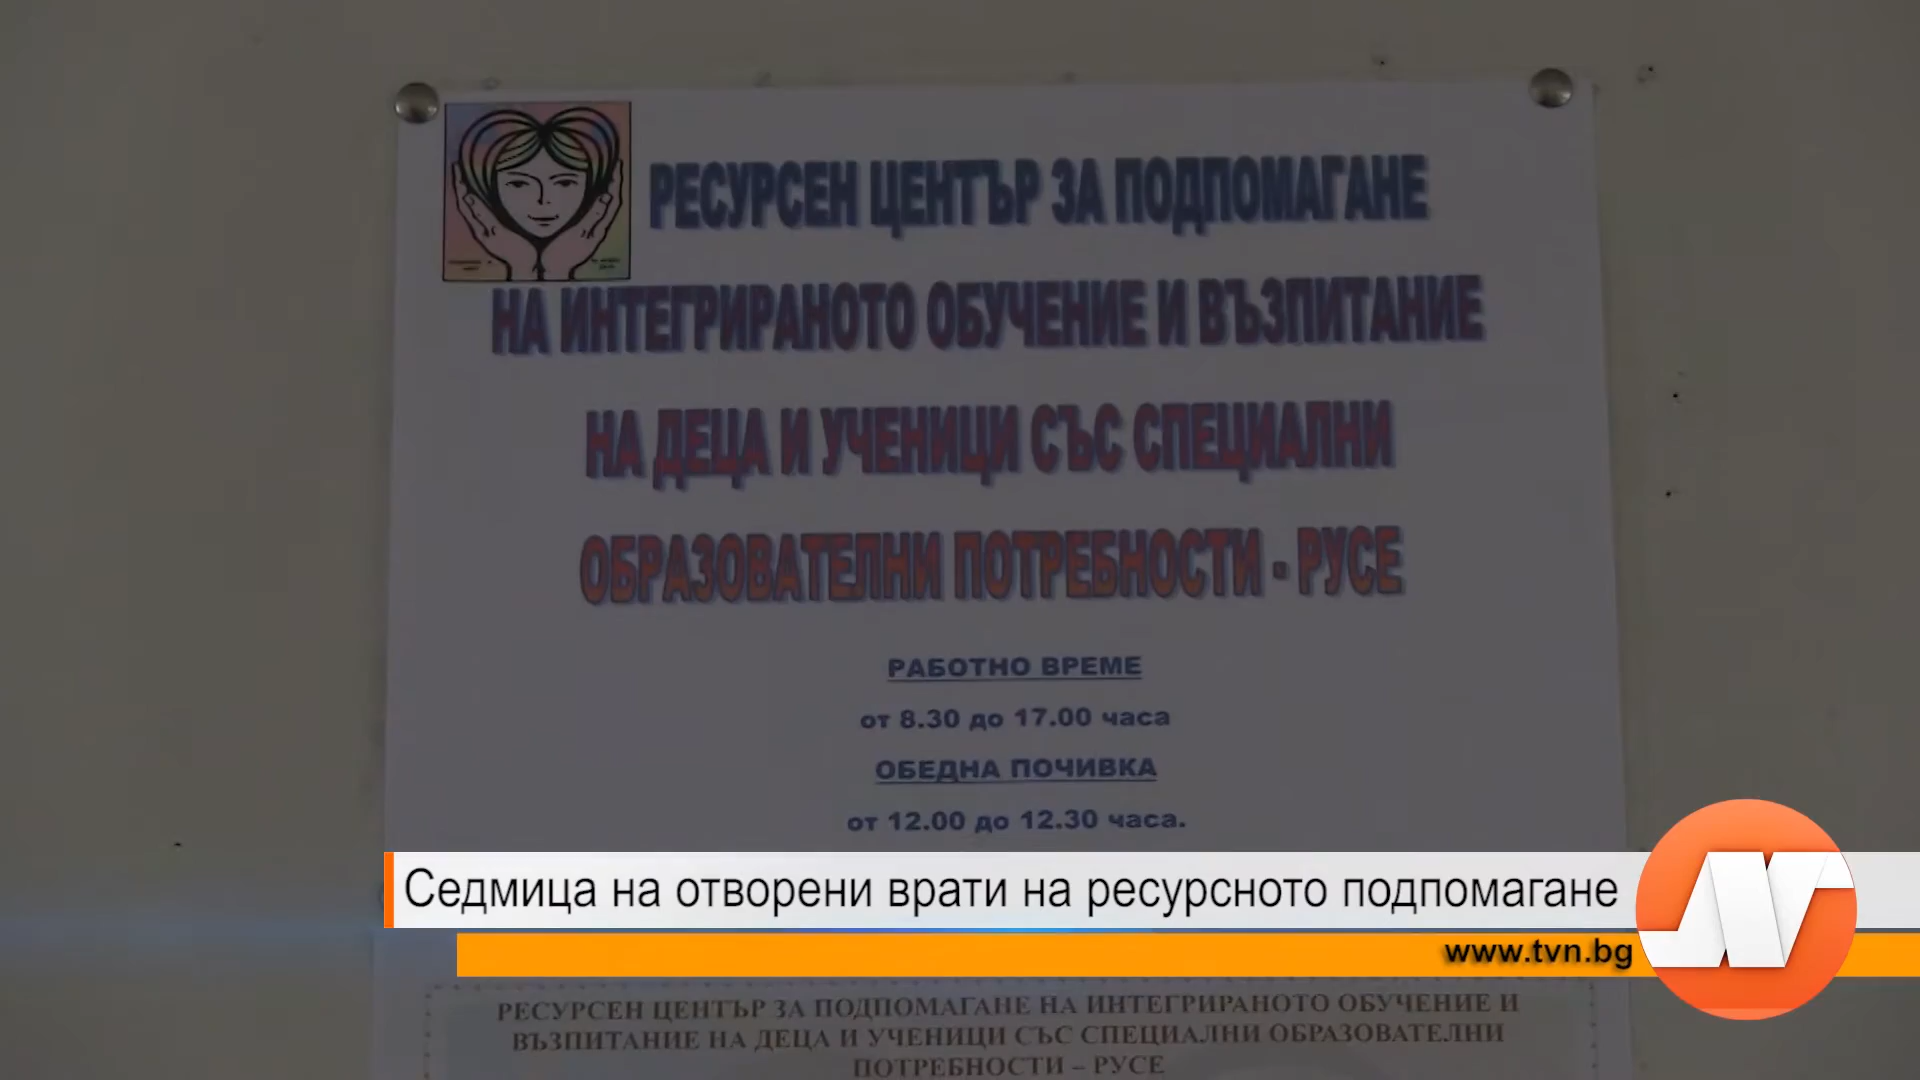 РЕСУРСЕН ЦЕНТЪР ЗА ПОДПОМАГАНЕ
НА ИНТЕГРИРАНОТО ОБУЧЕНИЕ И ВЪЗПИТАНИЕ
НА ДЕЦА И УЧЕНИЦИ СЪС СПЕЦИАЛНИ
ОБРАЗОВАТЕЛНИ ПОТРЕБНОСТИ - РУСЕ
РАБОТНО ВРЕМЕ
от 8.30 до 17.00 часа
ОБЕДНА ПОЧИВКА
от 12.00 до 12.30 часа.
Седмица на отворени врати на ресурсното подпомагане
www.tvn.bg
РЕСУРСЕН ЦЕНТЪР ЗА ПОДПОМАГАНЕ НА ИНТЕГРИРАНОТО ОБУЧЕНИЕ И
ВЪЗПИТАНИЕ НА ДЕЦА И УЧЕНИЦИ СЪС СПЕЦИАЛНИ ОБРАЗОВАТЕЛНИ
ПОТРЕБНОСТИ – РУСЕ